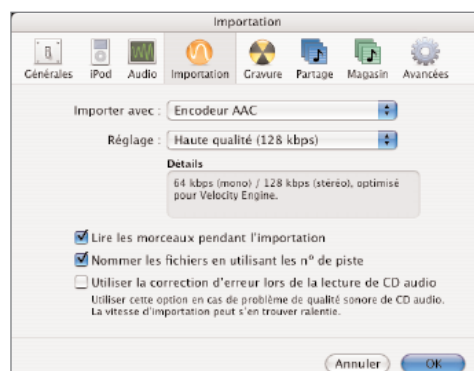 Importation
Générales iPod Audio Importation Gravure Partage Magasin Avancées
Importer avec : Encodeur AAC
Réglage : Haute qualité (128 kbps)
Détails
64 kbps (mono) / 128 kbps (stéréo), optimisé
pour Velocity Engine.
Lire les morceaux pendant l'importation
Nommer les fichiers en utilisant les n° de piste
Utiliser la correction d'erreur lors de la lecture de CD audio
Utiliser cette option en cas de problème de qualité sonore de CD audio.
La vitesse d'importation peut s'en trouver ralentie.
Annuler OK